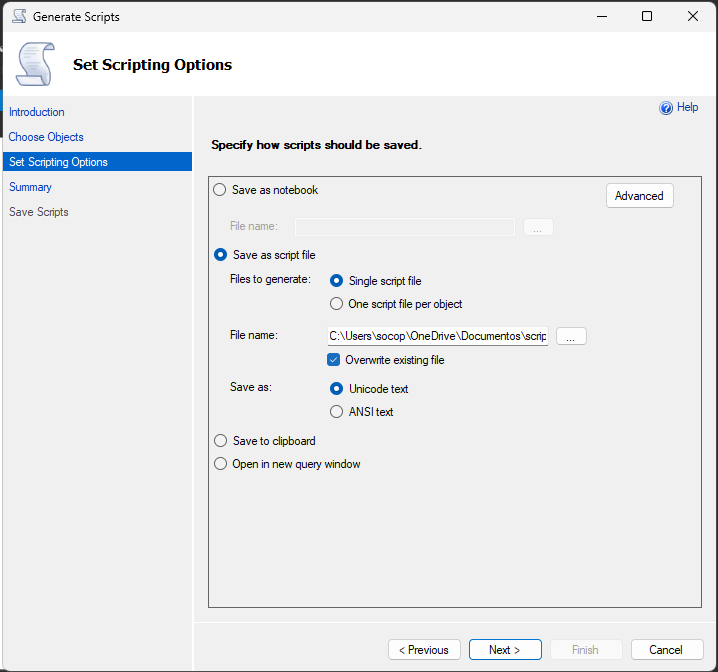 Generate Scripts
Set Scripting Options
Help
Introduction
Choose Objects
Set Scripting Options
Summary
Save Scripts
Specify how scripts should be saved.
Save as notebook
Advanced
File name:
...
Save as script file
Files to generate:
Single script file
One script file per object
File name:
C:\Users\socop\OneDrive\Documentos\scrip
...
Overwrite existing file
Save as:
Unicode text
ANSI text
Save to clipboard
Open in new query window
< Previous
Next >
Finish
Cancel